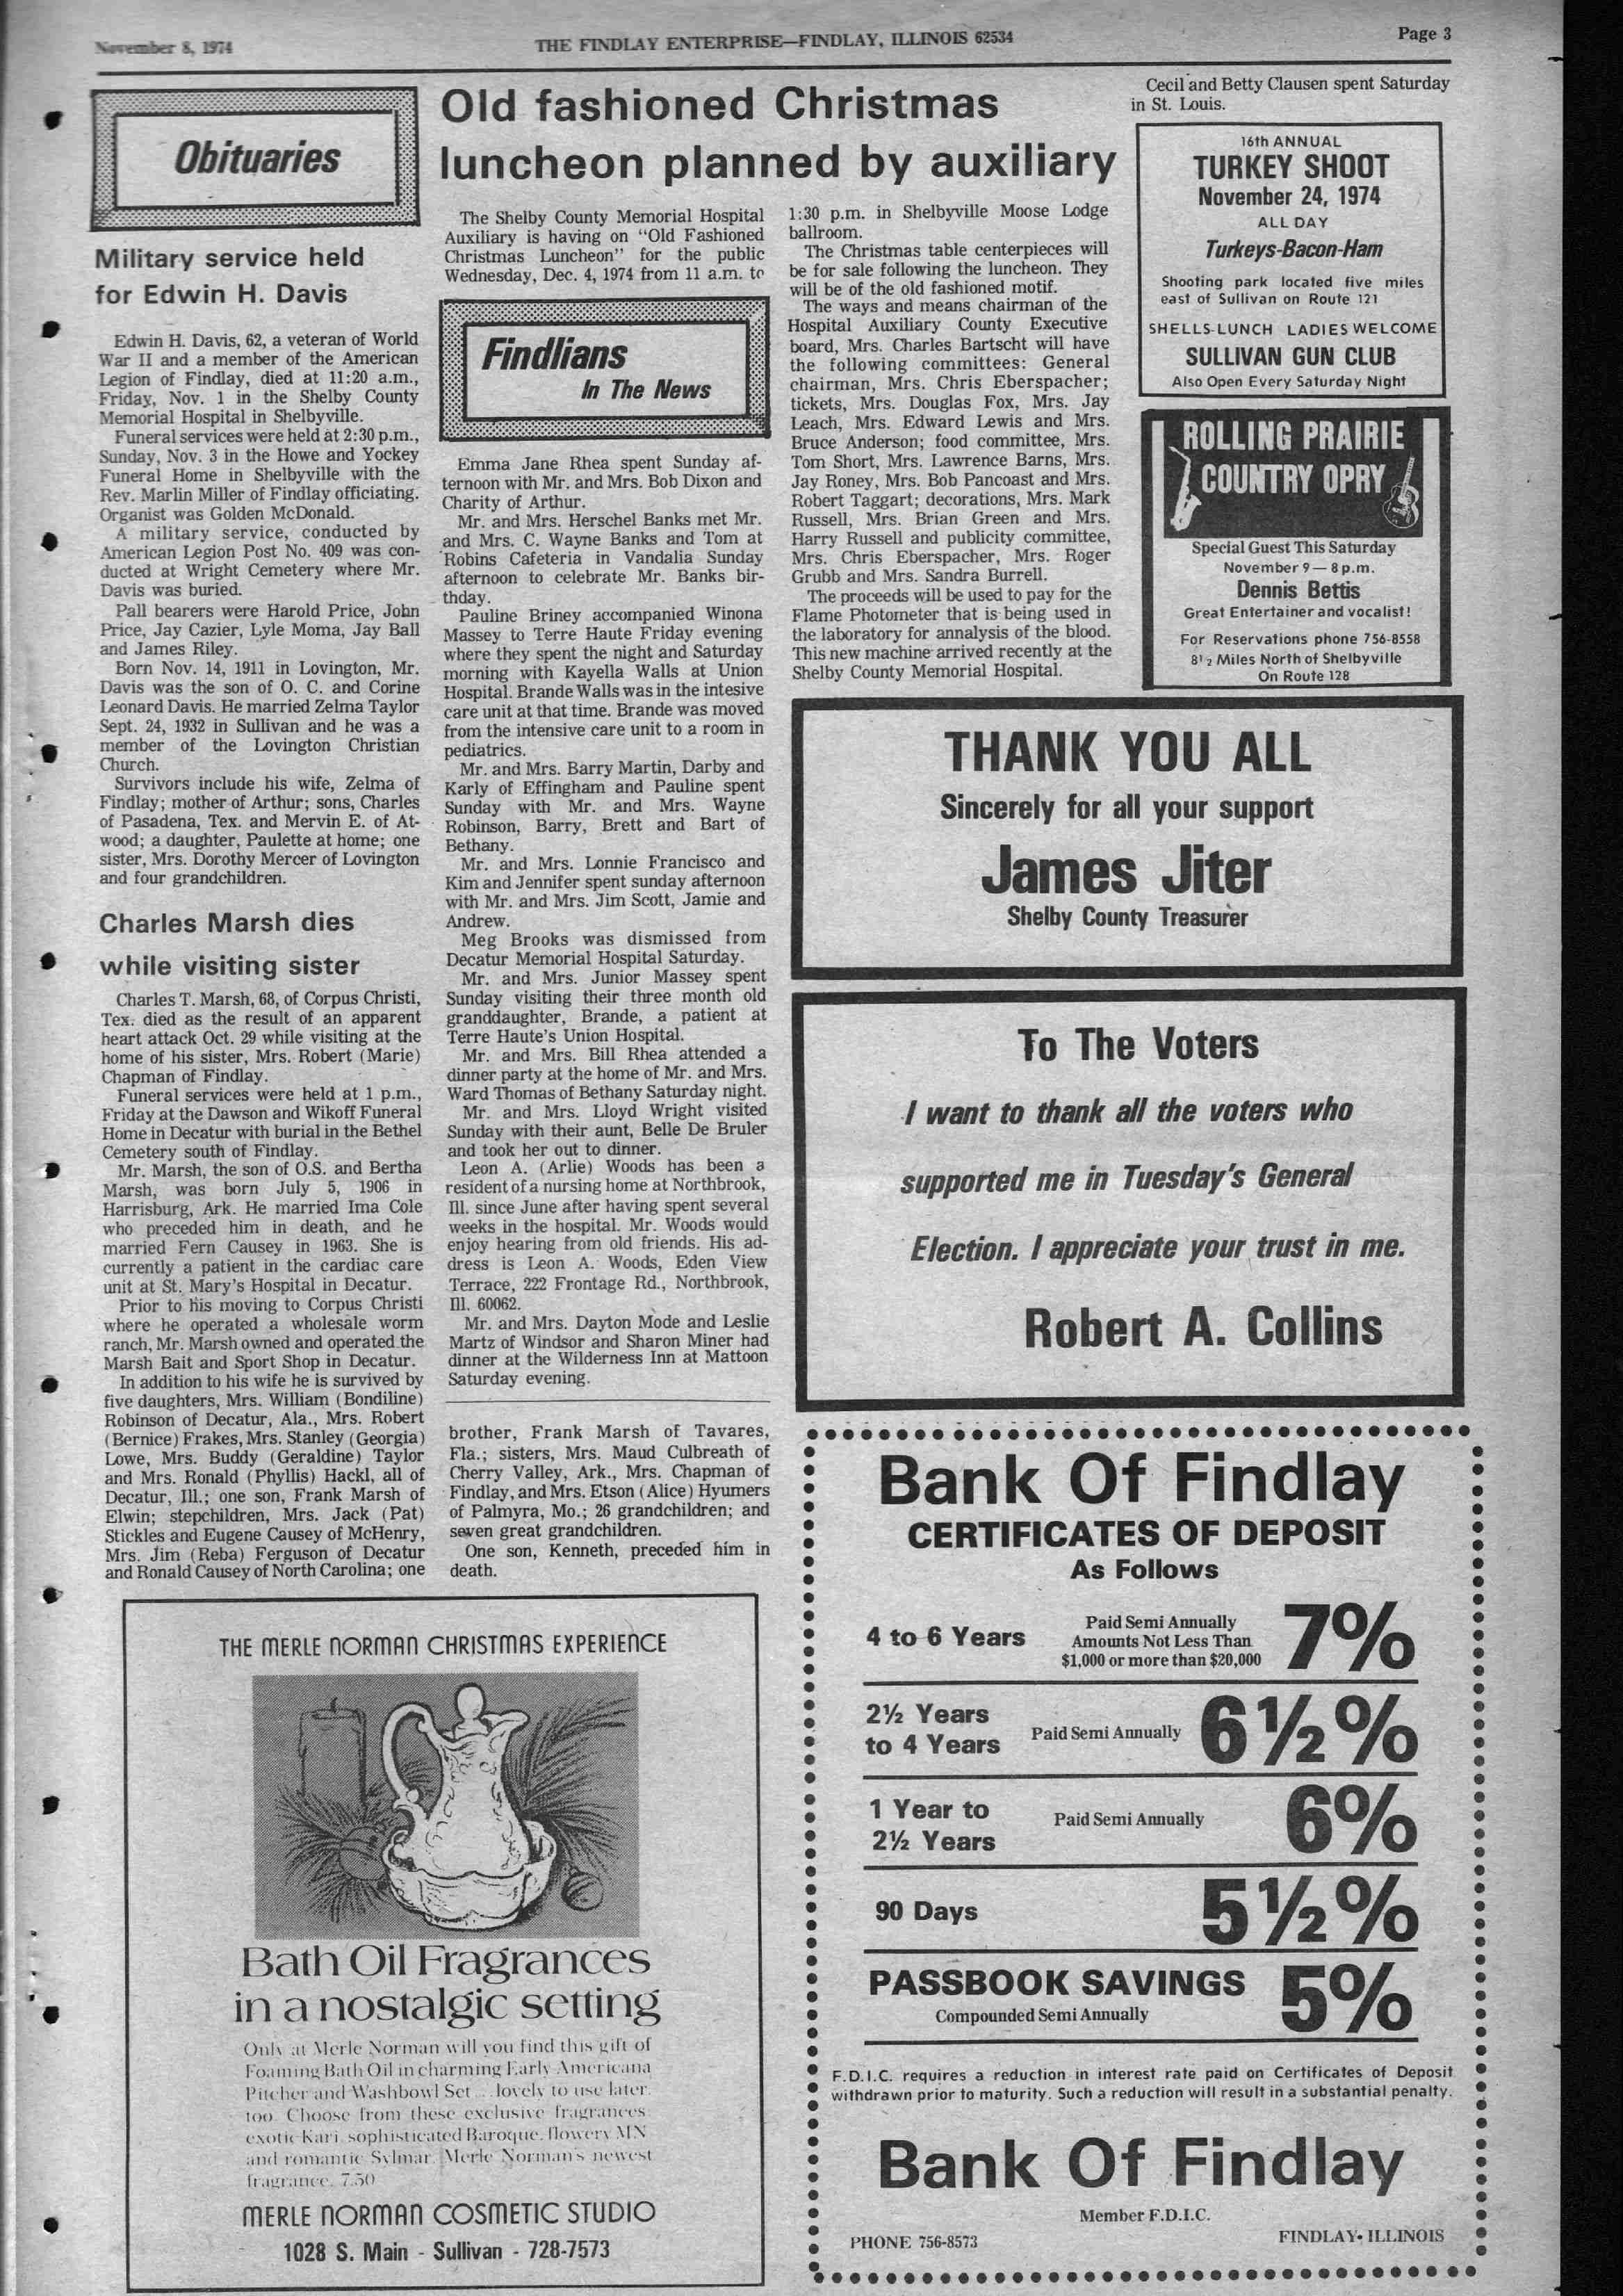 November 8, 1974
THE FINDLAY ENTERPRISE—FINDLAY, ILLINOIS 62534
Page 3
Obituaries
Military service held
for Edwin H. Davis
Edwin H. Davis, 62, a veteran of World
War II and a member of the American
Legion of Findlay, died at 11:20 a.m.,
Friday, Nov. 1 in the Shelby County
Memorial Hospital in Shelbyville.
Funeral services were held at 2:30 p.m.,
Sunday, Nov. 3 in the Howe and Yockey
Funeral Home in Shelbyville with the
Rev. Marlin Miller of Findlay officiating.
Organist was Golden McDonald.
A military service, conducted by
American Legion Post No. 409 was con-
ducted at Wright Cemetery where Mr.
Davis was buried.
Pall bearers were Harold Price, John
Price, Jay Cazier, Lyle Moma, Jay Ball
and James Riley.
Born Nov. 14, 1911 in Lovington, Mr.
Davis was the son of O. C. and Corine
Leonard Davis. He married Zelma Taylor
Sept. 24, 1932 in Sullivan and he was a
member of the Lovington Christian
Church.
Survivors include his wife, Zelma of
Findlay; mother of Arthur; sons, Charles
of Pasadena, Tex. and Mervin E. of At-
wood; a daughter, Paulette at home; one
sister, Mrs. Dorothy Mercer of Lovington
and four grandchildren.
Charles Marsh dies
while visiting sister
Charles T. Marsh, 68, of Corpus Christi,
Tex. died as the result of an apparent
heart attack Oct. 29 while visiting at the
home of his sister, Mrs. Robert (Marie)
Chapman of Findlay.
Funeral services were held at 1 p.m.,
Friday at the Dawson and Wikoff Funeral
Home in Decatur with burial in the Bethel
Cemetery south of Findlay.
Mr. Marsh, the son of O.S. and Bertha
Marsh, was born July 5, 1906 in
Harrisburg, Ark. He married Ima Cole
who preceded him in death, and he
married Fern Causey in 1963. She is
currently a patient in the cardiac care
unit at St. Mary's Hospital in Decatur.
Prior to his moving to Corpus Christi
where he operated a wholesale worm
ranch, Mr. Marsh owned and operated the
Marsh Bait and Sport Shop in Decatur.
In addition to his wife he is survived by
five daughters, Mrs. William (Bondiline)
Robinson of Decatur, Ala., Mrs. Robert
(Bernice) Frakes, Mrs. Stanley (Georgia)
Lowe, Mrs. Buddy (Geraldine) Taylor
and Mrs. Ronald (Phyllis) Hackl, all of
Decatur, Ill.; one son, Frank Marsh of
Elwin; stepchildren, Mrs. Jack (Pat)
Stickles and Eugene Causey of McHenry,
Mrs. Jim (Reba) Ferguson of Decatur
and Ronald Causey of North Carolina; one
brother, Frank Marsh of Tavares,
Fla.; sisters, Mrs. Maud Culbreath of
Cherry Valley, Ark., Mrs. Chapman of
Findlay, and Mrs. Etson (Alice) Hyumers
of Palmyra, Mo.; 26 grandchildren; and
seven great grandchildren.
One son, Kenneth, preceded him in
death.
Old fashioned Christmas
luncheon planned by auxiliary
The Shelby County Memorial Hospital
Auxiliary is having on "Old Fashioned
Christmas Luncheon" for the public
Wednesday, Dec. 4, 1974 from 11 a.m. to
1:30 p.m. in Shelbyville Moose Lodge
ballroom.
The Christmas table centerpieces will
be for sale following the luncheon. They
will be of the old fashioned motif.
The ways and means chairman of the
Hospital Auxiliary County Executive
board, Mrs. Charles Bartscht will have
the following committees: General
chairman, Mrs. Chris Eberspacher;
tickets, Mrs. Douglas Fox, Mrs. Jay
Leach, Mrs. Edward Lewis and Mrs.
Bruce Anderson; food committee, Mrs.
Tom Short, Mrs. Lawrence Barns, Mrs.
Jay Roney, Mrs. Bob Pancoast and Mrs.
Robert Taggart; decorations, Mrs. Mark
Russell, Mrs. Brian Green and Mrs.
Harry Russell and publicity committee,
Mrs. Chris Eberspacher, Mrs. Roger
Grubb and Mrs. Sandra Burrell.
The proceeds will be used to pay for the
Flame Photometer that is being used in
the laboratory for annalysis of the blood.
This new machine arrived recently at the
Shelby County Memorial Hospital.
Findlians
In The News
Emma Jane Rhea spent Sunday af-
ternoon with Mr. and Mrs. Bob Dixon and
Charity of Arthur.
Mr. and Mrs. Herschel Banks met Mr.
and Mrs. C. Wayne Banks and Tom at
Robins Cafeteria in Vandalia Sunday
afternoon to celebrate Mr. Banks bir-
thday.
Pauline Briney accompanied Winona
Massey to Terre Haute Friday evening
where they spent the night and Saturday
morning with Kayella Walls at Union
Hospital. Brande Walls was in the intesive
care unit at that time. Brande was moved
from the intensive care unit to a room in
pediatrics.
Mr. and Mrs. Barry Martin, Darby and
Karly of Effingham and Pauline spent
Sunday with Mr. and Mrs. Wayne
Robinson, Barry, Brett and Bart of
Bethany.
Mr. and Mrs. Lonnie Francisco and
Kim and Jennifer spent sunday afternoon
with Mr. and Mrs. Jim Scott, Jamie and
Andrew.
Meg Brooks was dismissed from
Decatur Memorial Hospital Saturday.
Mr. and Mrs. Junior Massey spent
Sunday visiting their three month old
granddaughter, Brande, a patient at
Terre Haute's Union Hospital.
Mr. and Mrs. Bill Rhea attended a
dinner party at the home of Mr. and Mrs.
Ward Thomas of Bethany Saturday night.
Mr. and Mrs. Lloyd Wright visited
Sunday with their aunt, Belle De Bruler
and took her out to dinner.
Leon A. (Arlie) Woods has been a
resident of a nursing home at Northbrook,
Ill. since June after having spent several
weeks in the hospital. Mr. Woods would
enjoy hearing from old friends. His ad-
dress is Leon A. Woods, Eden View
Terrace, 222 Frontage Rd., Northbrook,
Ill. 60062.
Mr. and Mrs. Dayton Mode and Leslie
Martz of Windsor and Sharon Miner had
dinner at the Wilderness Inn at Mattoon
Saturday evening.
Cecil and Betty Clausen spent Saturday
in St. Louis.
16th ANNUAL
TURKEY SHOOT
November 24, 1974
ALL DAY
Turkeys-Bacon-Ham
Shooting park located five miles
east of Sullivan on Route 121
SHELLS-LUNCH LADIES WELCOME
SULLIVAN GUN CLUB
Also Open Every Saturday Night
ROLLING PRAIRIE
COUNTRY OPRY
Special Guest This Saturday
November 9 — 8 p.m.
Dennis Bettis
Great Entertainer and vocalist!
For Reservations phone 756-8558
8½ Miles North of Shelbyville
On Route 128
THANK YOU ALL
Sincerely for all your support
James Jiter
Shelby County Treasurer
To The Voters
I want to thank all the voters who
supported me in Tuesday's General
Election. I appreciate your trust in me.
Robert A. Collins
Bank Of Findlay
CERTIFICATES OF DEPOSIT
As Follows
4 to 6 Years
Paid Semi Annually
Amounts Not Less Than
$1,000 or more than $20,000
7%
2½ Years
to 4 Years
Paid Semi Annually
6½%
1 Year to
2½ Years
Paid Semi Annually
6%
90 Days
5½%
PASSBOOK SAVINGS
Compounded Semi Annually
5%
F.D.I.C. requires a reduction in interest rate paid on Certificates of Deposit
withdrawn prior to maturity. Such a reduction will result in a substantial penalty.
Bank Of Findlay
Member F.D.I.C.
PHONE 756-8573
FINDLAY, ILLINOIS
THE MERLE NORMAN CHRISTMAS EXPERIENCE
Bath Oil Fragrances
in a nostalgic setting
Only at Merle Norman will you find this gift of
Foaming Bath Oil in charming Early Americana
Pitcher and Washbowl Set ... lovely to use later,
too. Choose from these exclusive fragrances:
exotic Kari, sophisticated Baroque, flowery MN
and romantic Sylmar, Merle Norman's newest
fragrance. 7.50
MERLE NORMAN COSMETIC STUDIO
1028 S. Main - Sullivan - 728-7573